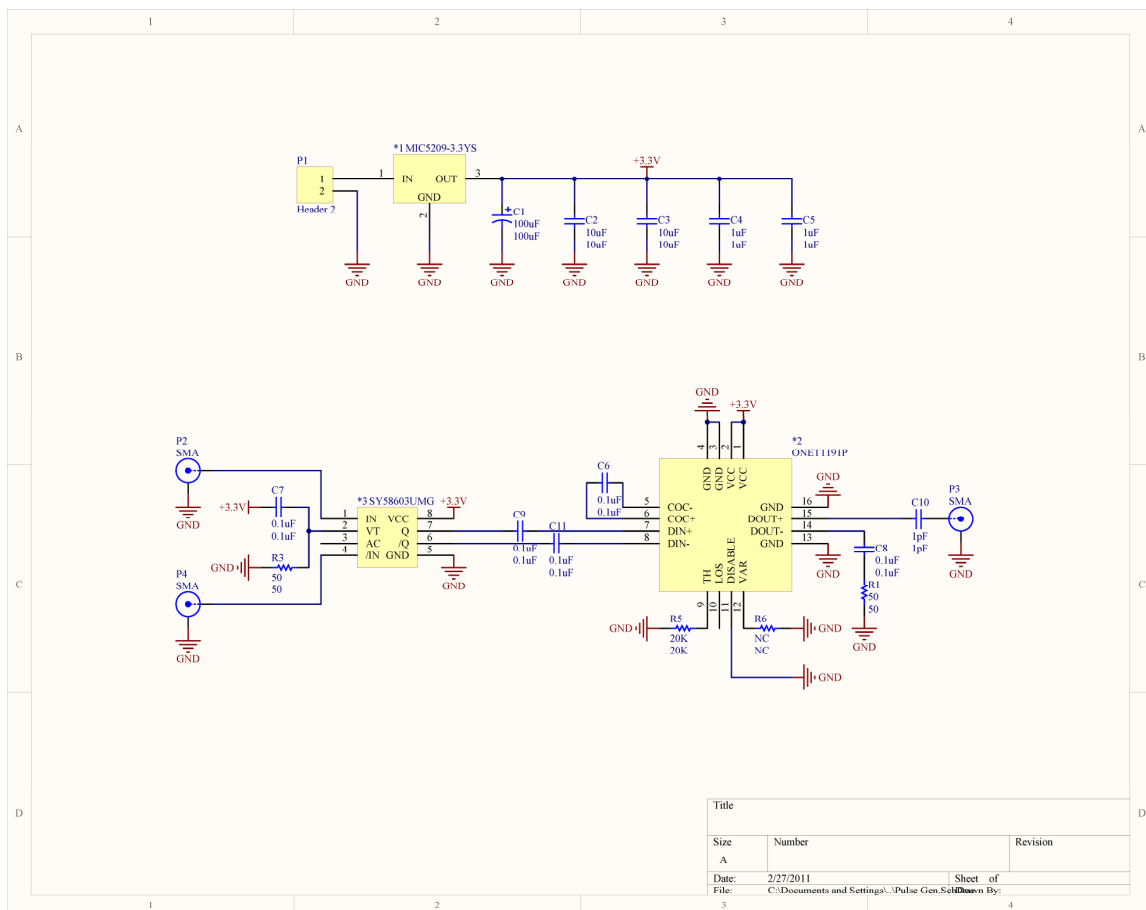 1 2 3 4
A A
*1 MIC5209-3.3YS
P1
+3.3V
1 1 IN OUT 3
2
GND
Header 2
2
C1
100uF
100uF
C2
10uF
10uF
C3
10uF
10uF
C4
1uF
1uF
C5
1uF
1uF
GND GND GND GND GND GND GND
B B
GND
+3.3V
P2
SMA
*2
ONET1191P
4 3 2 1
GND GND VCC VCC
C6
0.1uF
0.1uF
GND
P3
SMA
C7
+3.3V
0.1uF
0.1uF
GND
*3 SY58603UMG
+3.3V
1 IN VCC 8
2 VT Q 7
3 AC /Q 6
4 /IN GND 5
C9
0.1uF
0.1uF
C11
0.1uF
0.1uF
5 COC-
6 COC+
7 DIN+
8 DIN-
GND 16
DOUT+ 15
DOUT- 14
GND 13
C10
1pF
1pF
C C
R3
GND
50
50
P4
SMA
GND
GND
GND
C8
0.1uF
0.1uF
GND
TH LOS DISABLE VAR
9 10 11 12
R1
50
50
R5
GND
20K
20K
R6
GND
NC
NC
GND
GND
GND
D D
Title
Size Number Revision
A
Date: 2/27/2011 Sheet of
File: C:\Documents and Settings\..\Pulse Gen.SchDoc Drawn By:
1 2 3 4